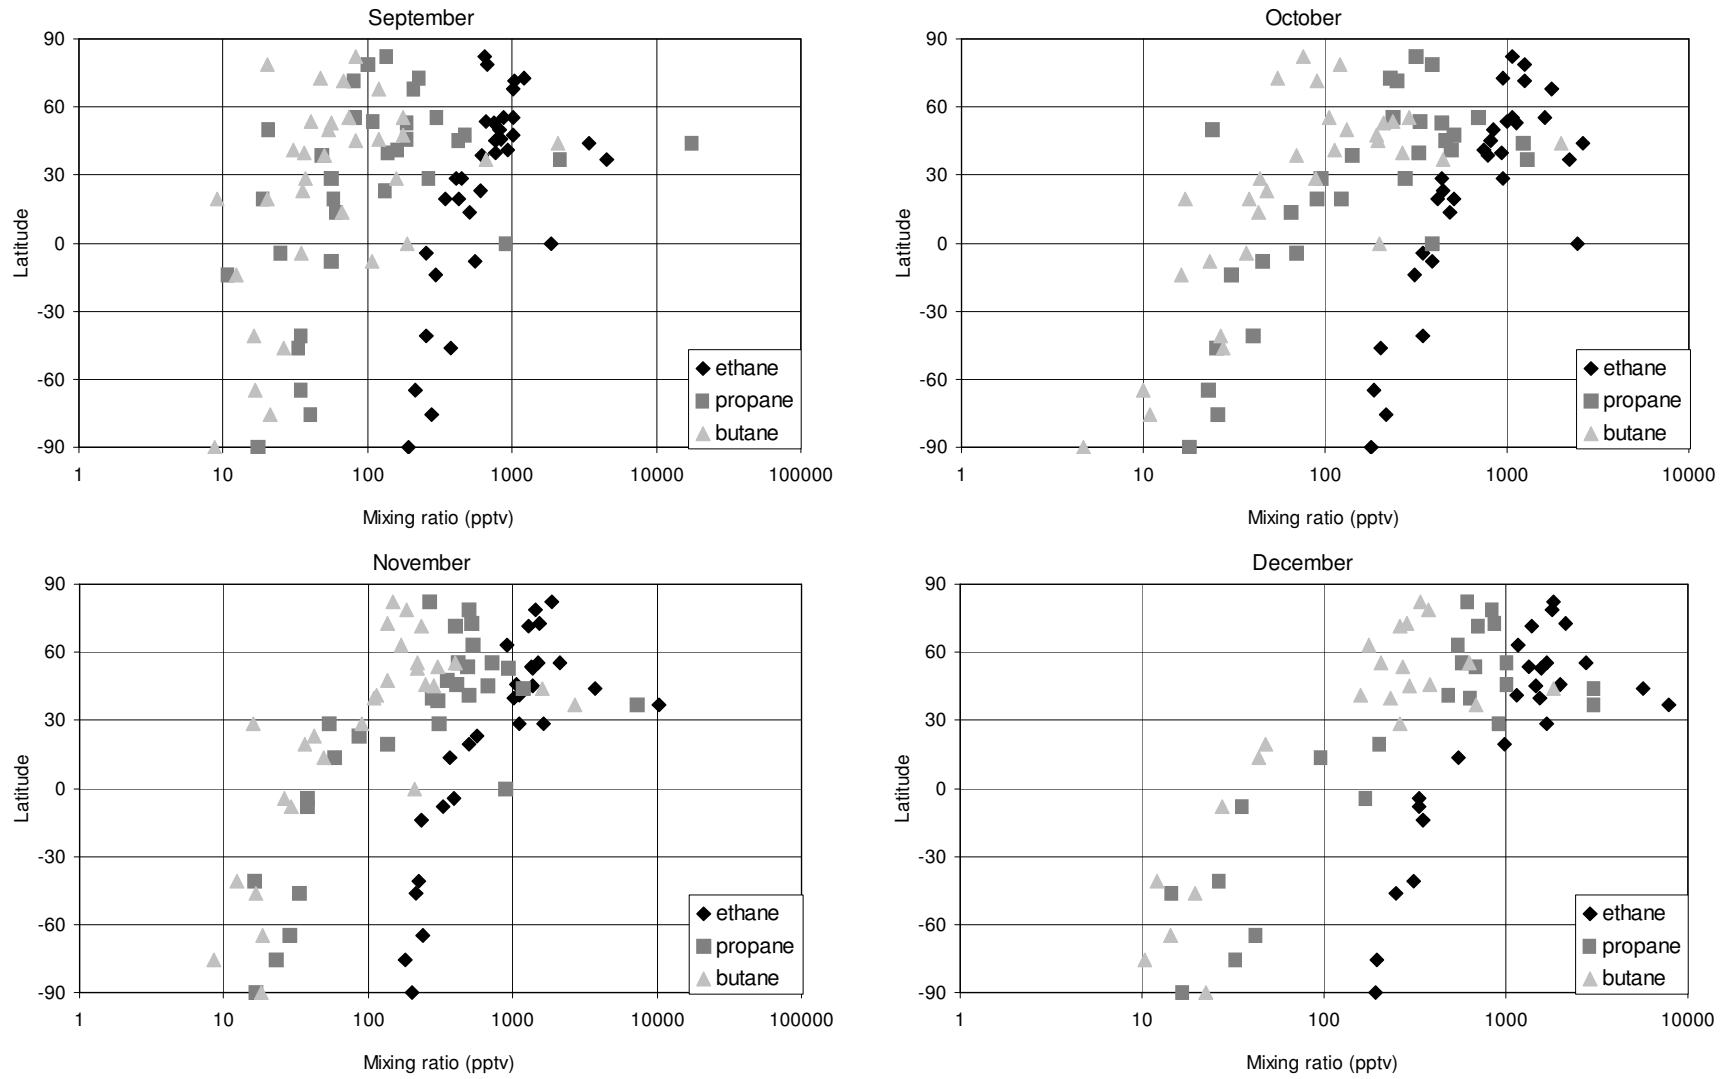 September
90
60
30
0
-30
-60
-90
Latitude
1 10 100 1000 10000 100000
Mixing ratio (pptv)
ethane
propane
butane
October
90
60
30
0
-30
-60
-90
Latitude
1 10 100 1000 10000
Mixing ratio (pptv)
ethane
propane
butane
November
90
60
30
0
-30
-60
-90
Latitude
1 10 100 1000 10000 100000
Mixing ratio (pptv)
ethane
propane
butane
December
90
60
30
0
-30
-60
-90
Latitude
1 10 100 1000 10000
Mixing ratio (pptv)
ethane
propane
butane